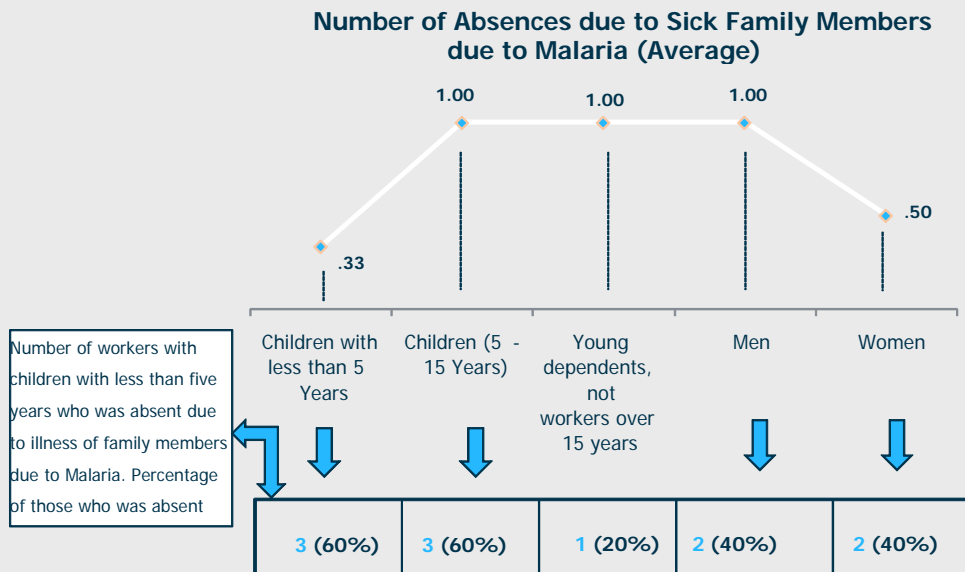 Number of Absences due to Sick Family Members
due to Malaria (Average)
1.00
1.00
1.00
.50
.33
Children with
less than 5
Years
Children (5 -
15 Years)
Young
dependents,
not
workers over
15 years
Men
Women
Number of workers with
children with less than five
years who was absent due
to illness of family members
due to Malaria. Percentage
of those who was absent
3 (60%)
3 (60%)
1 (20%)
2 (40%)
2 (40%)